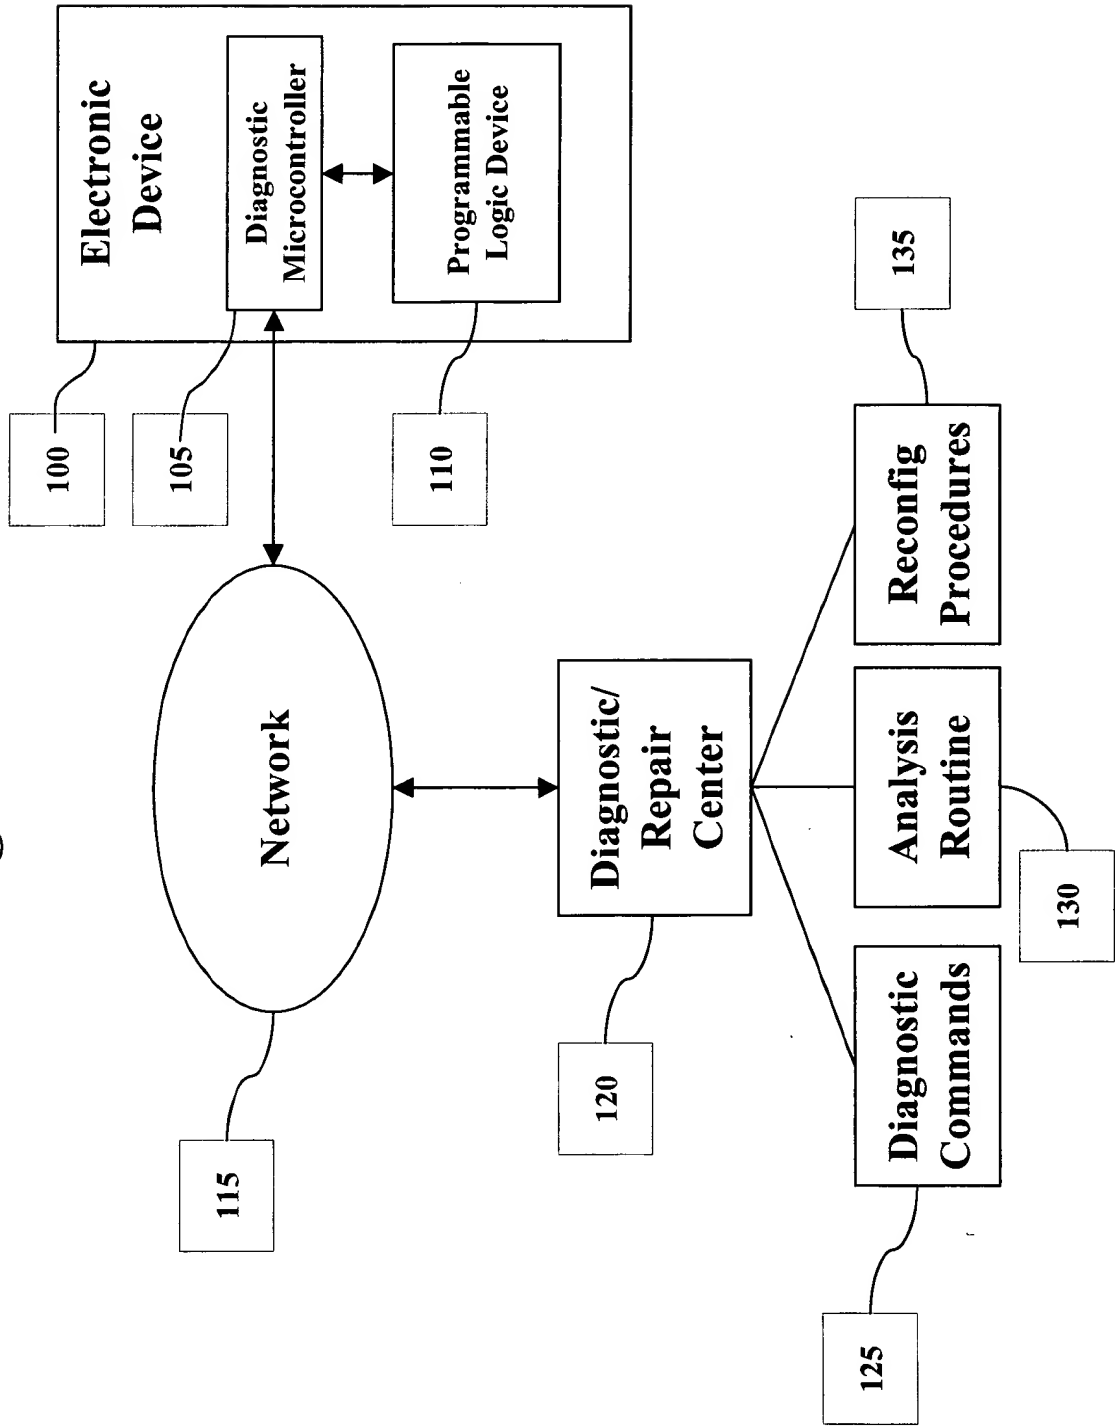 Electronic
Device
Diagnostic
Microcontroller
Programmable
Logic Device
100
105
110
Network
115
Diagnostic/
Repair
Center
120
Reconfig
Procedures
135
Analysis
Routine
130
Diagnostic
Commands
125